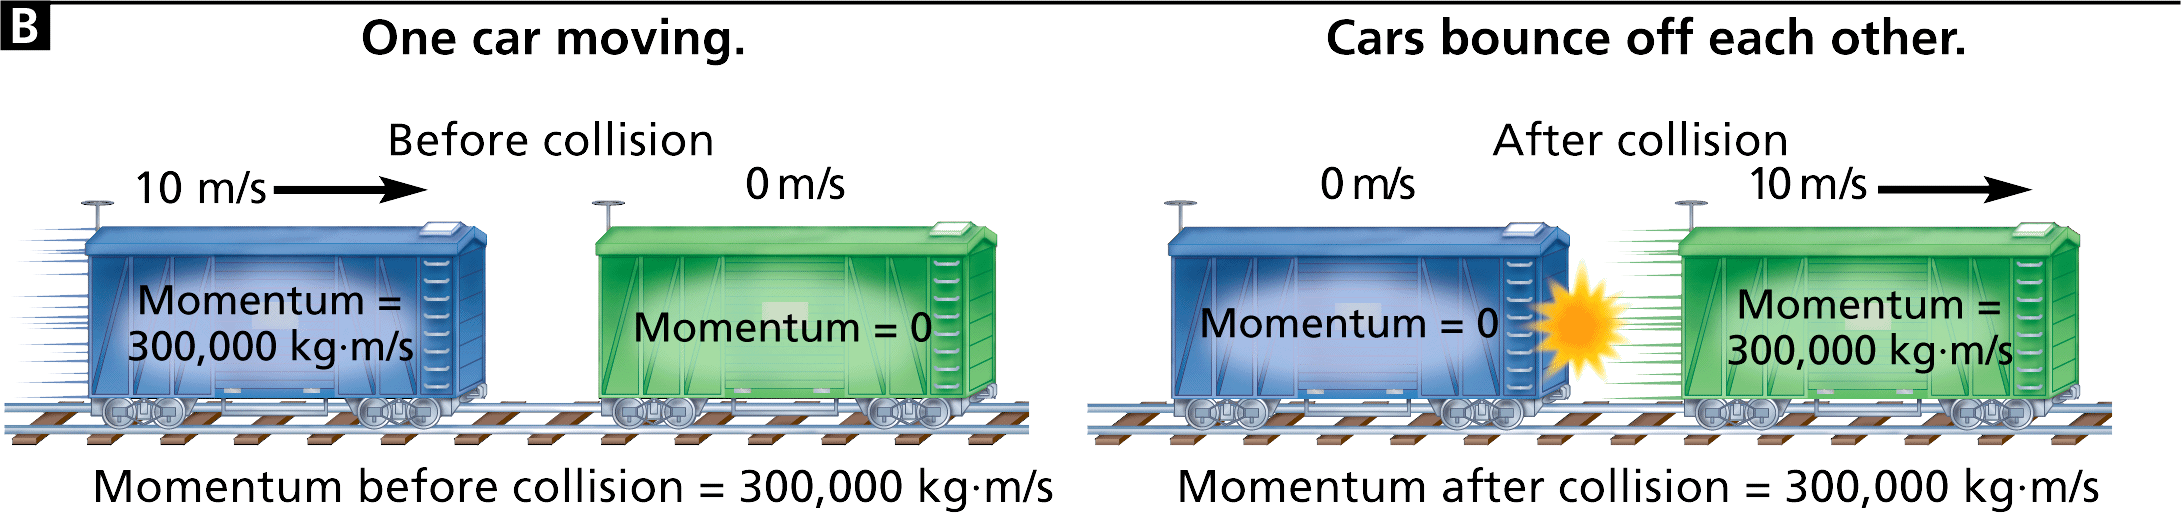 B
One car moving.
Before collision
10 m/s
0 m/s
Momentum =
300,000 kg·m/s
Momentum = 0
Momentum before collision = 300,000 kg·m/s
Cars bounce off each other.
After collision
0 m/s
10 m/s
Momentum = 0
Momentum =
300,000 kg·m/s
Momentum after collision = 300,000 kg·m/s